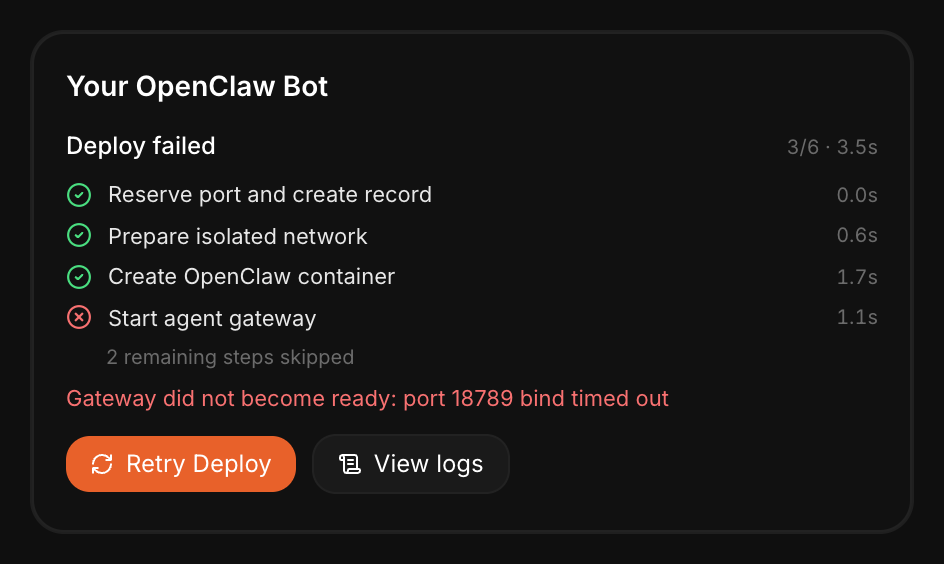 Your OpenClaw Bot
Deploy failed 3/6 · 3.5s
Reserve port and create record 0.0s
Prepare isolated network 0.6s
Create OpenClaw container 1.7s
Start agent gateway 1.1s
2 remaining steps skipped
Gateway did not become ready: port 18789 bind timed out
Retry Deploy View logs